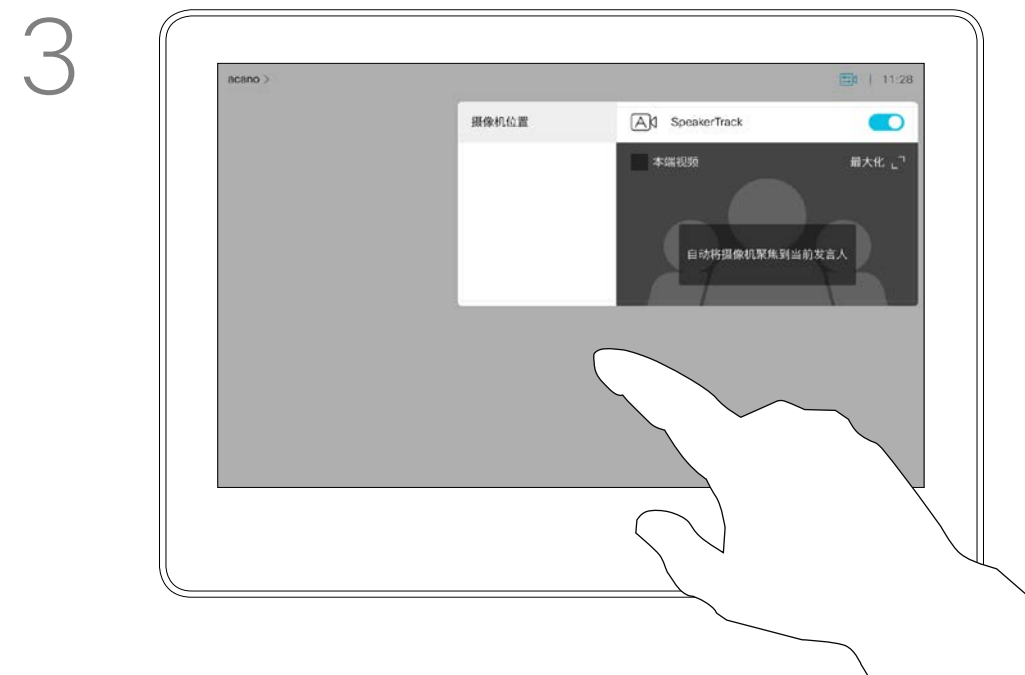 3
acano >
11:28
摄像机位置
SpeakerTrack
本端视频
最大化
自动将摄像机聚焦到当前发言人